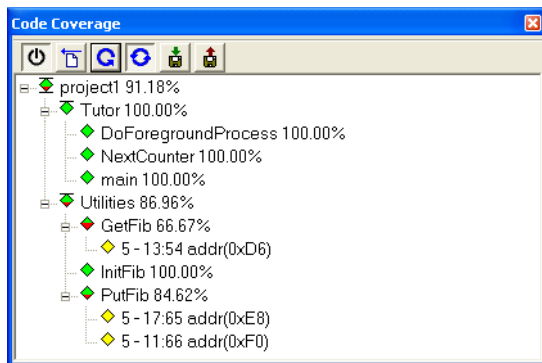 Code Coverage
project1 91.18%
Tutor 100.00%
DoForegroundProcess 100.00%
NextCounter 100.00%
main 100.00%
Utilities 86.96%
GetFib 66.67%
5 - 13:54 addr(0xD6)
InitFib 100.00%
PutFib 84.62%
5 - 17:65 addr(0xE8)
5 - 11:66 addr(0xF0)